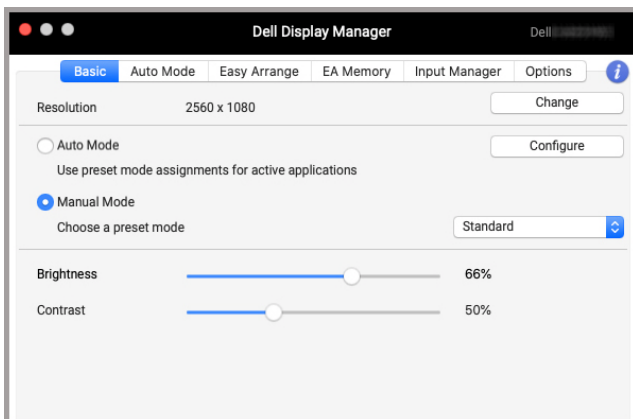 Dell Display Manager
Dell
Basic Auto Mode Easy Arrange EA Memory Input Manager Options i
Resolution 2560 x 1080 Change
Auto Mode Configure
Use preset mode assignments for active applications
Manual Mode
Choose a preset mode Standard
Brightness 66%
Contrast 50%